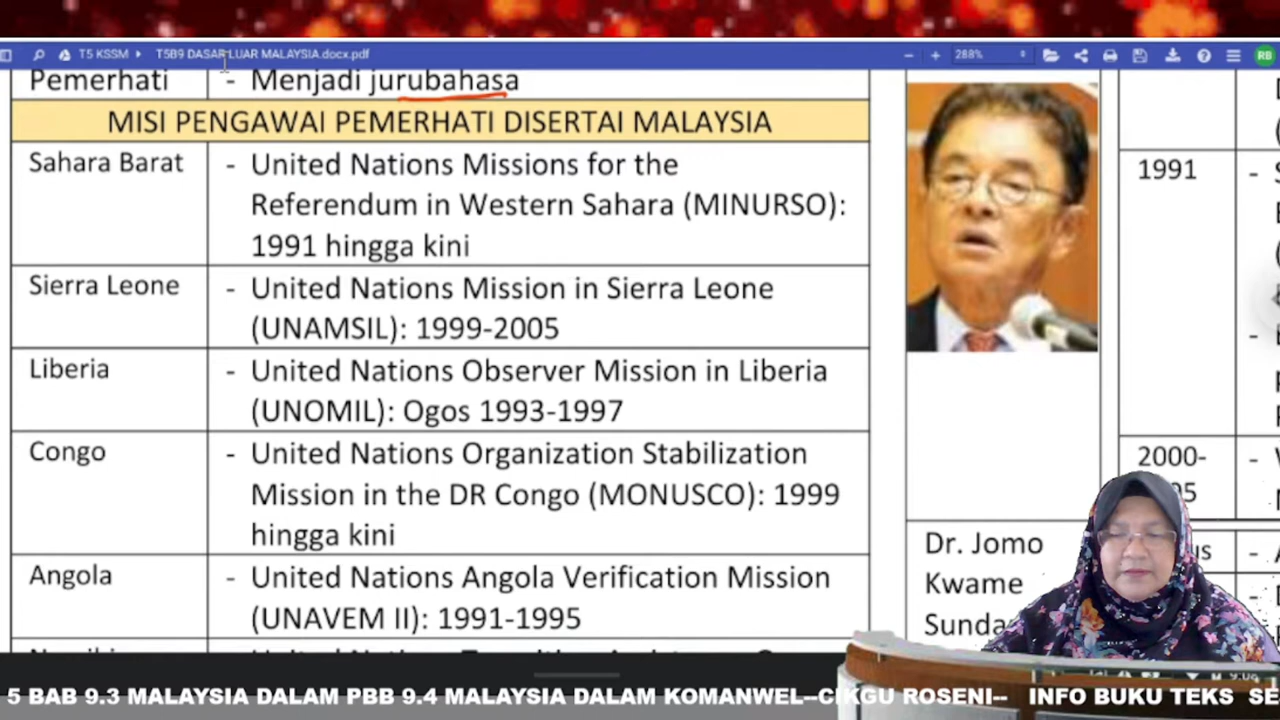 T5 KSSM
T5B9 DASAR LUAR MALAYSIA.docx.pdf
288%
RB
Pemerhati
- Menjadi jurubahasa
MISI PENGAWAI PEMERHATI DISERTAI MALAYSIA
Sahara Barat
- United Nations Missions for the
Referendum in Western Sahara (MINURSO):
1991 hingga kini
Sierra Leone
- United Nations Mission in Sierra Leone
(UNAMSIL): 1999-2005
Liberia
- United Nations Observer Mission in Liberia
(UNOMIL): Ogos 1993-1997
Congo
- United Nations Organization Stabilization
Mission in the DR Congo (MONUSCO): 1999
hingga kini
Angola
- United Nations Angola Verification Mission
(UNAVEM II): 1991-1995
1991
2000-
Dr. Jomo
Kwame
5 BAB 9.3 MALAYSIA DALAM PBB 9.4 MALAYSIA DALAM KOMANWEL--CIKGU ROSENI-- INFO BUKU TEKS SE